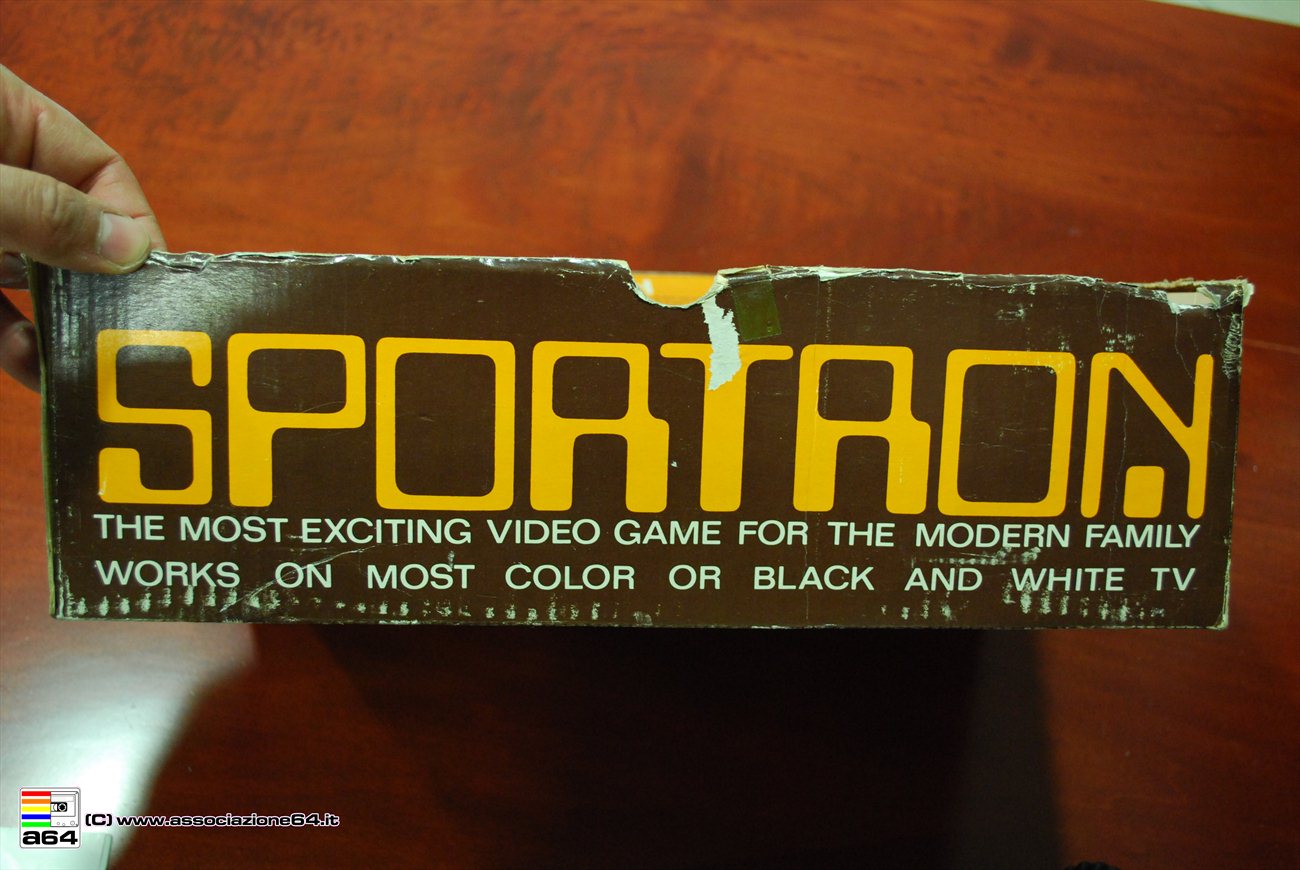 SPORTRON
THE MOST EXCITING VIDEO GAME FOR THE MODERN FAMILY
WORKS ON MOST COLOR OR BLACK AND WHITE TV
a64
(C) www.associazione64.it